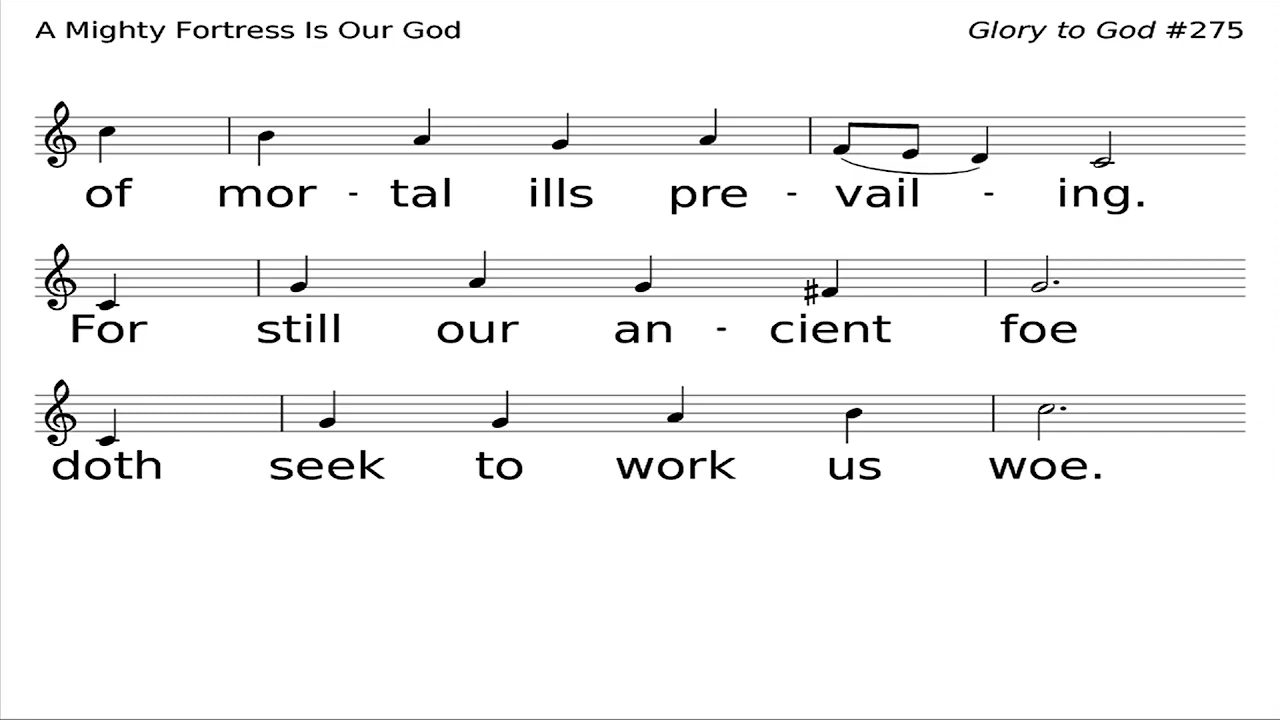 A Mighty Fortress Is Our God
Glory to God #275
of mor - tal ills pre - vail - ing.
For still our an - cient foe
doth seek to work us woe.